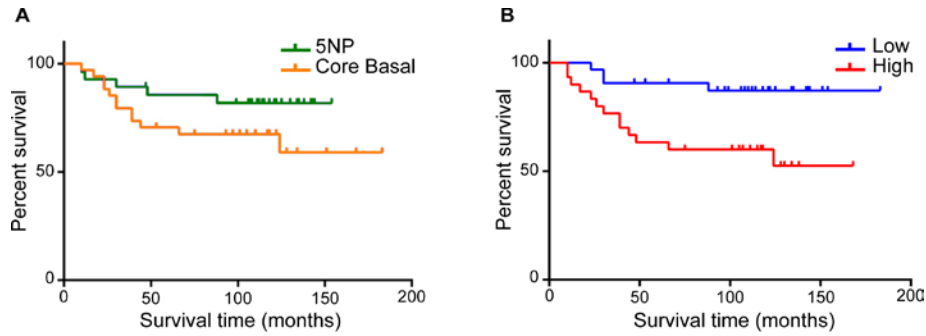 A
5NP
Core Basal
Percent survival
100
50
0
0 50 100 150 200
Survival time (months)
B
Low
High
Percent survival
100
50
0
0 50 100 150 200
Survival time (months)